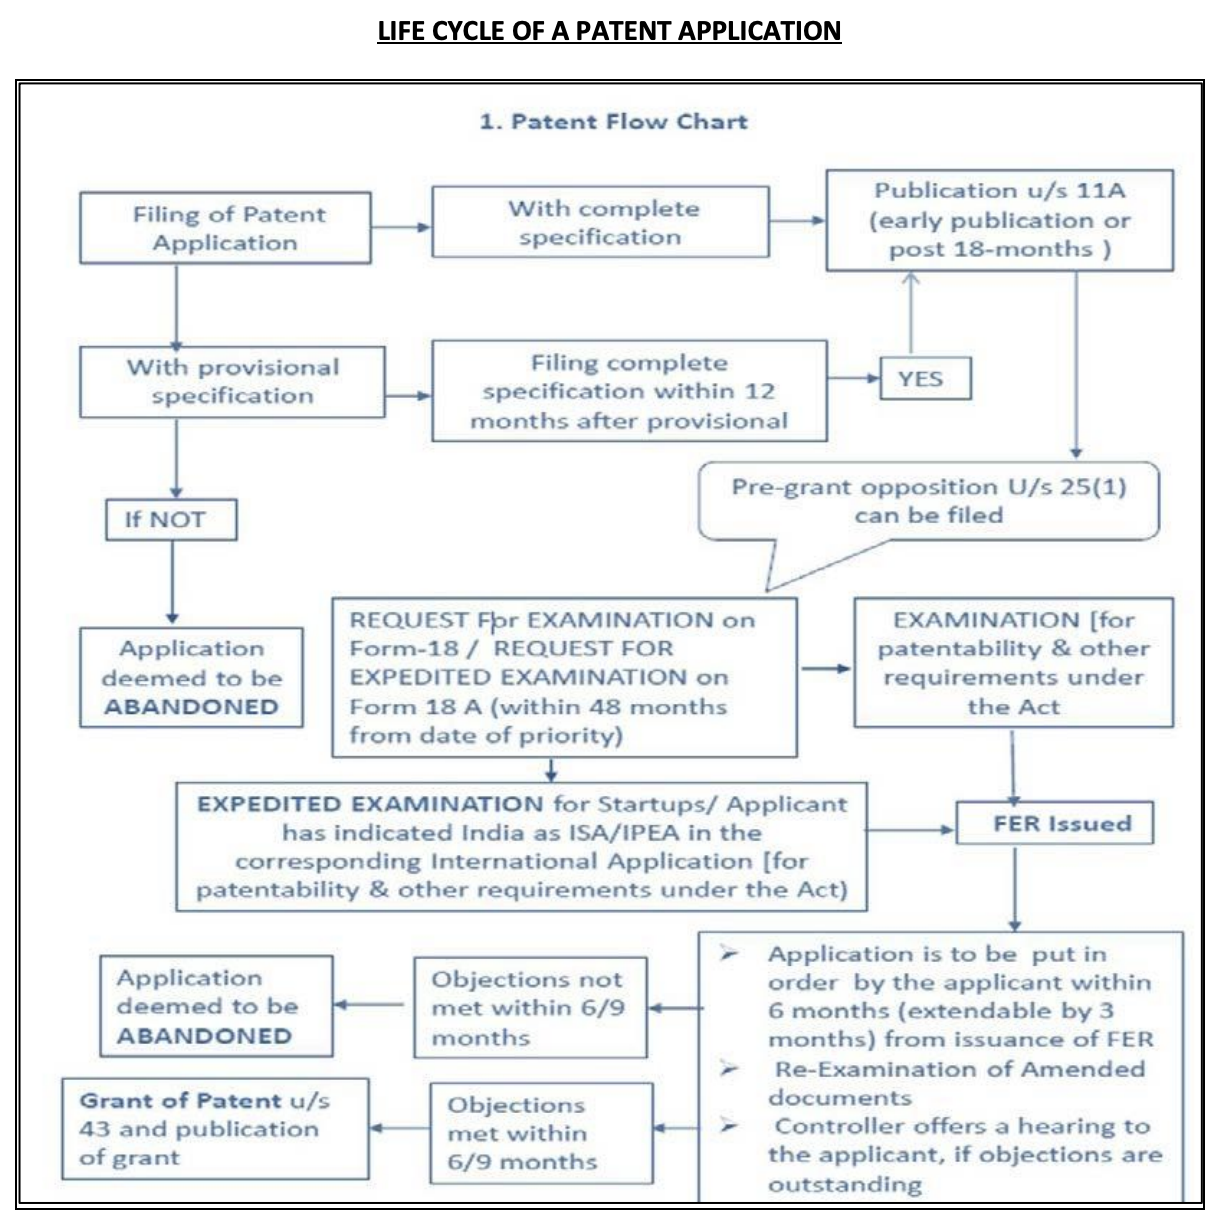 LIFE CYCLE OF A PATENT APPLICATION
1. Patent Flow Chart
Filing of Patent
Application
With complete
specification
Publication u/s 11A
(early publication or
post 18-months )
With provisional
specification
Filing complete
specification within 12
months after provisional
YES
If NOT
Pre-grant opposition U/s 25(1)
can be filed
Application
deemed to be
ABANDONED
REQUEST For EXAMINATION on
Form-18 / REQUEST FOR
EXPEDITED EXAMINATION on
Form 18 A (within 48 months
from date of priority)
EXAMINATION [for
patentability & other
requirements under
the Act
EXPEDITED EXAMINATION for Startups/ Applicant
has indicated India as ISA/IPEA in the
corresponding International Application [for
patentability & other requirements under the Act)
FER Issued
Application
deemed to be
ABANDONED
Objections not
met within 6/9
months
➢ Application is to be put in
order by the applicant within
6 months (extendable by 3
months) from issuance of FER
➢ Re-Examination of Amended
documents
➢ Controller offers a hearing to
the applicant, if objections are
outstanding
Grant of Patent u/s
43 and publication
of grant
Objections
met within
6/9 months